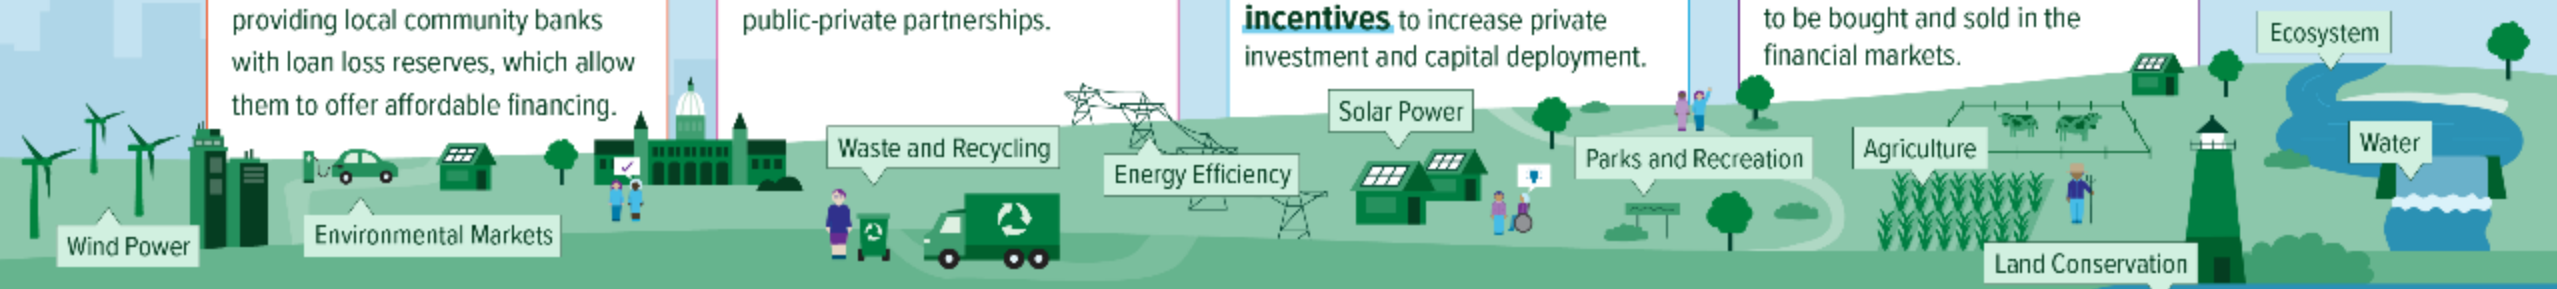 providing local community banks
with loan loss reserves, which allow
them to offer affordable financing.
public-private partnerships.
incentives to increase private
investment and capital deployment.
to be bought and sold in the
financial markets.
Ecosystem
Solar Power
Waste and Recycling
Energy Efficiency
Parks and Recreation
Agriculture
Water
Wind Power
Environmental Markets
Land Conservation